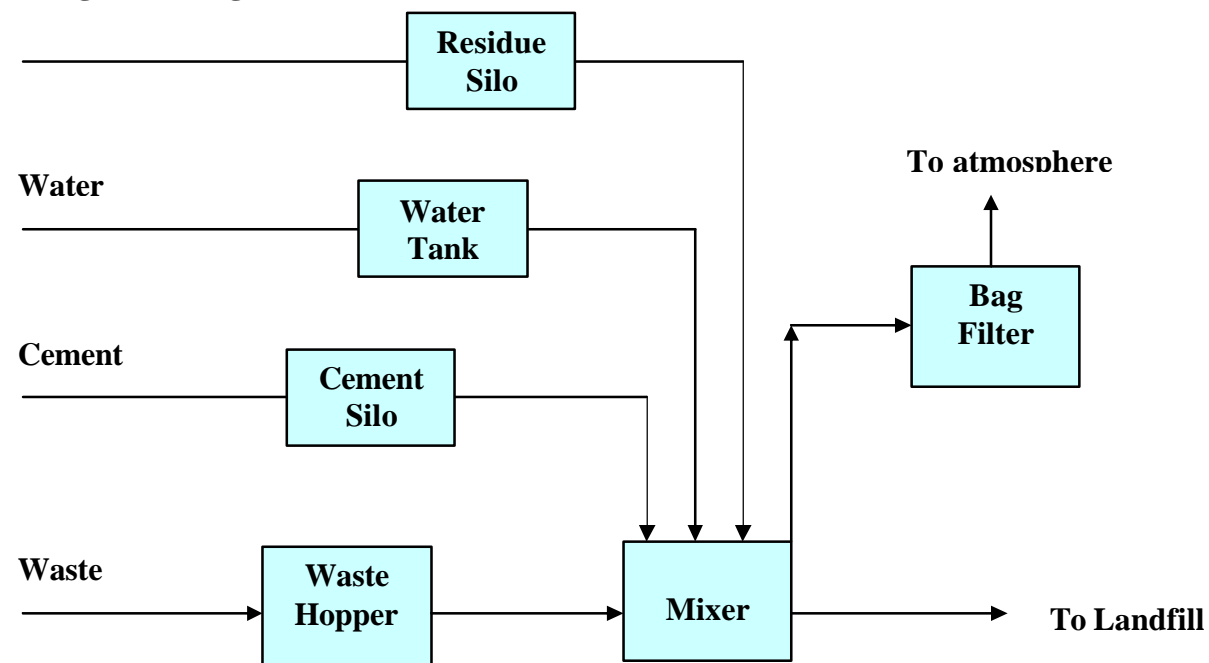 Residue
Silo
To atmosphere
Water
Water
Tank
Bag
Filter
Cement
Cement
Silo
Waste
Waste
Hopper
Mixer
To Landfill